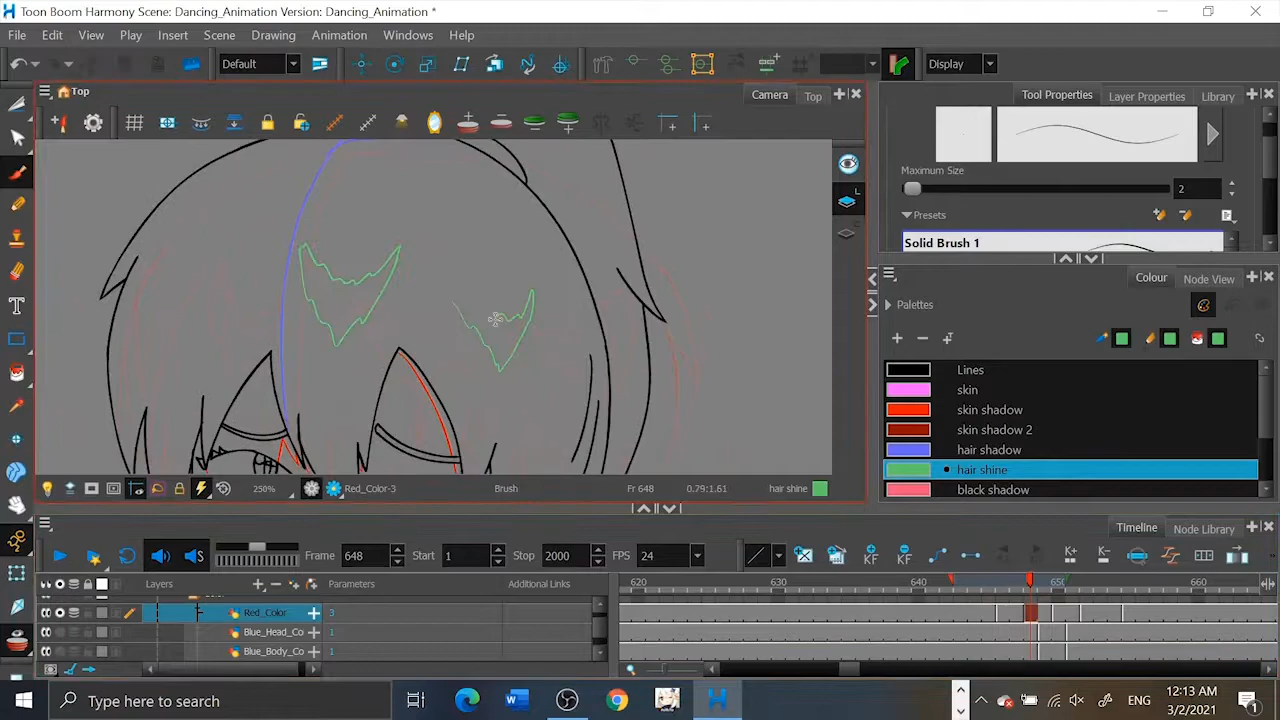 Toon Boom Harmony Scene: Dancing_Animation Version: Dancing_Animation *
File Edit View Play Insert Scene Drawing Animation Windows Help
Default
Display
Top
Camera
Top
Tool Properties
Layer Properties
Library
Maximum Size
2
Presets
Solid Brush 1
Colour
Node View
Palettes
Lines
skin
skin shadow
skin shadow 2
hair shadow
hair shine
black shadow
250%
Red_Color-3
Brush
Fr 648
0.79:1.61
hair shine
Timeline
Node Library
Frame 648 Start 1 Stop 2000 FPS 24
Layers
Parameters
Additional Links
620 630 640 650 660
Red_Color 3
Blue_Head_Co 1
Blue_Body_Co 1
Type here to search
ENG
12:13 AM
3/2/2021
1